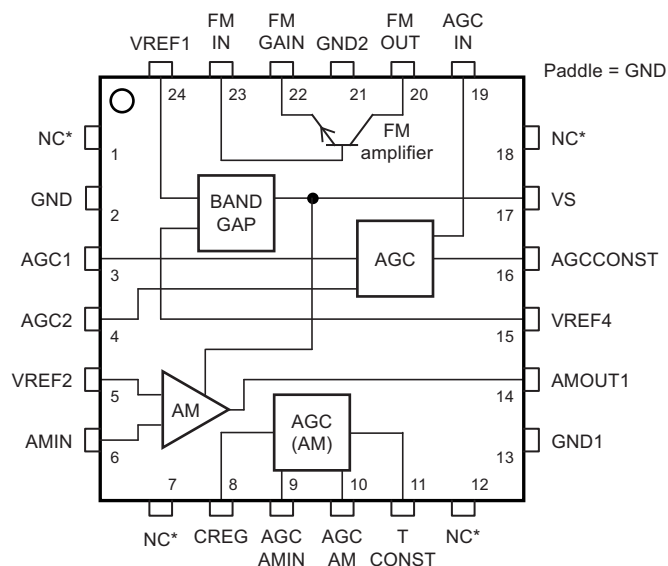 FM FM FM AGC
VREF1 IN GAIN GND2 OUT IN
Paddle = GND
24 23 22 21 20 19
FM
amplifier
NC* 1 18 NC*
GND 2 BAND 17 VS
GAP
AGC1 3 AGC 16 AGCCONST
AGC2 4 15 VREF4
VREF2 5 AM 14 AMOUT1
AGC
(AM)
AMIN 6 13 GND1
7 8 9 10 11 12
NC* CREG AGC AGC T NC*
AMIN AM CONST